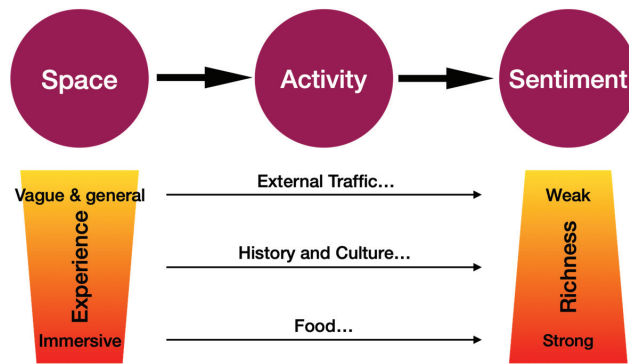 Space
Activity
Sentiment
Vague & general
External Traffic...
Weak
Experience
History and Culture...
Richness
Immersive
Food...
Strong